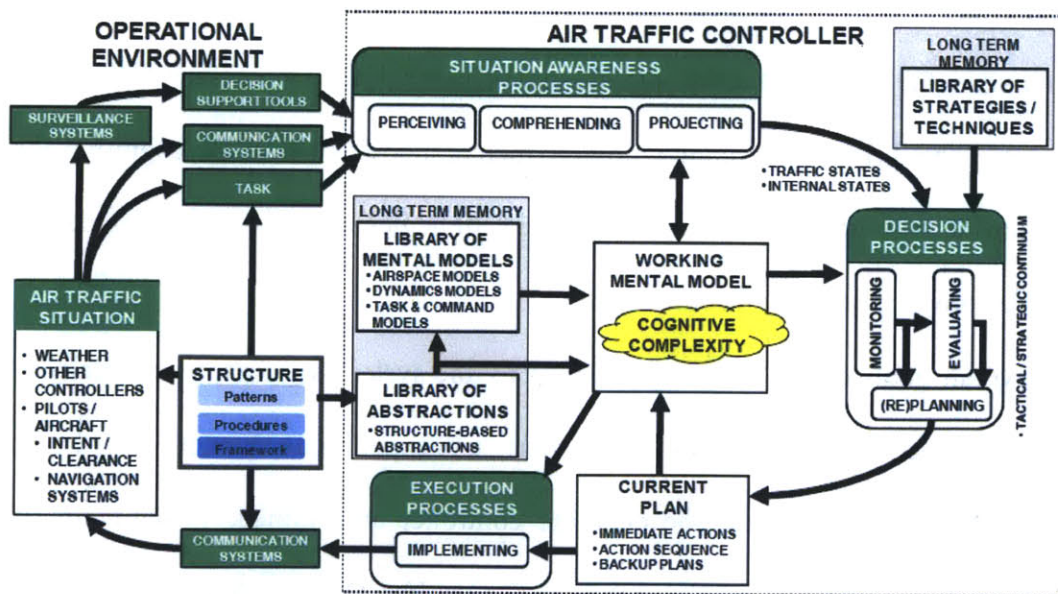 OPERATIONAL
ENVIRONMENT
DECISION
SUPPORT TOOLS
SURVEILLANCE
SYSTEMS
COMMUNICATION
SYSTEMS
TASK
AIR TRAFFIC
SITUATION
• WEATHER
• OTHER
CONTROLLERS
• PILOTS /
AIRCRAFT
• INTENT /
CLEARANCE
• NAVIGATION
SYSTEMS
STRUCTURE
Patterns
Procedures
Framework
COMMUNICATION
SYSTEMS
AIR TRAFFIC CONTROLLER
SITUATION AWARENESS
PROCESSES
PERCEIVING
COMPREHENDING
PROJECTING
LONG TERM
MEMORY
LIBRARY OF
STRATEGIES /
TECHNIQUES
• TRAFFIC STATES
• INTERNAL STATES
LONG TERM MEMORY
LIBRARY OF
MENTAL MODELS
• AIRSPACE MODELS
• DYNAMICS MODELS
• TASK & COMMAND
MODELS
LIBRARY OF
ABSTRACTIONS
• STRUCTURE-BASED
ABSTRACTIONS
WORKING
MENTAL MODEL
COGNITIVE
COMPLEXITY
DECISION
PROCESSES
MONITORING
EVALUATING
(RE)PLANNING
• TACTICAL / STRATEGIC CONTINUUM
EXECUTION
PROCESSES
IMPLEMENTING
CURRENT
PLAN
• IMMEDIATE ACTIONS
• ACTION SEQUENCE
• BACKUP PLANS